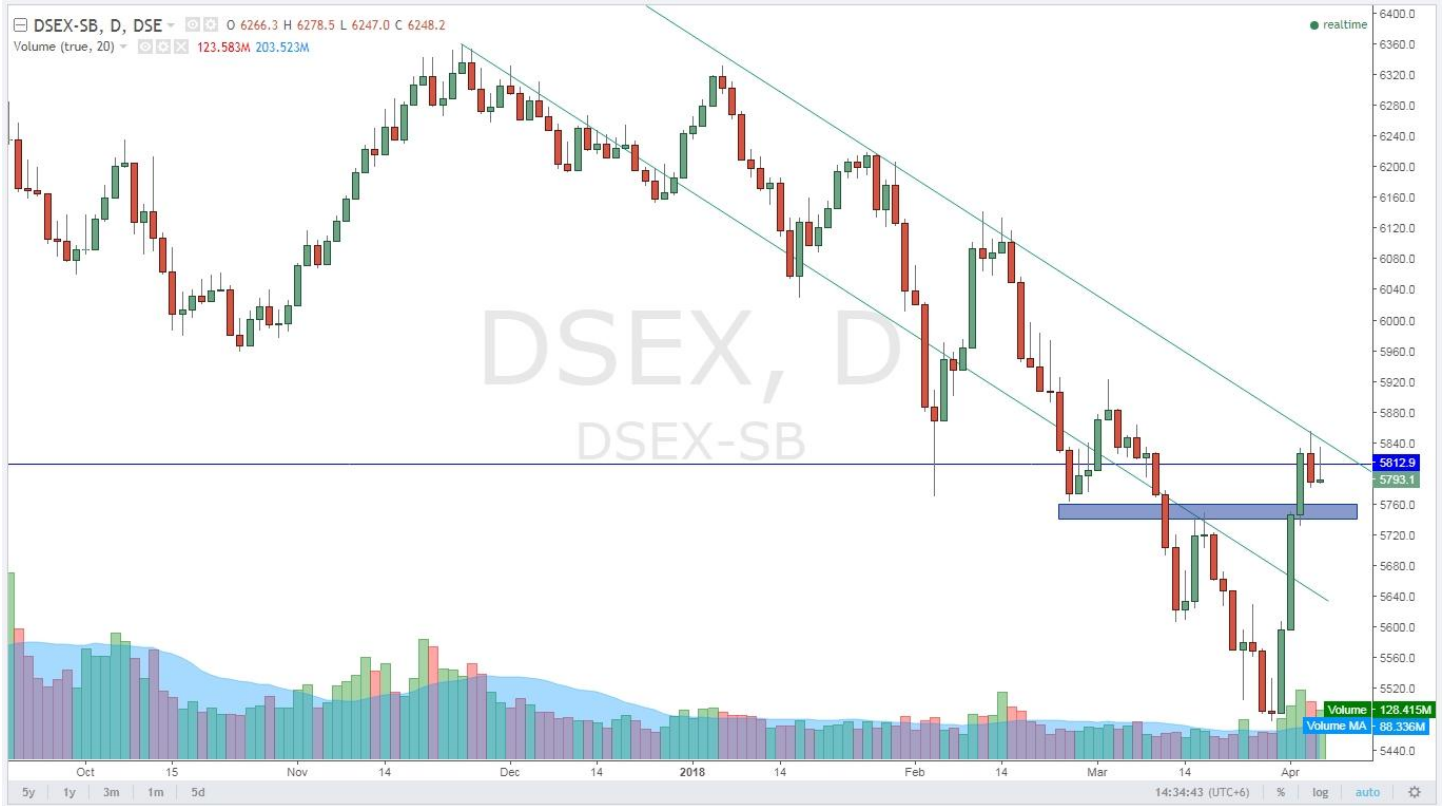 DSEX-SB, D, DSE O 6266.3 H 6278.5 L 6247.0 C 6248.2
realtime
Volume (true, 20) 123.583M 203.523M
DSEX, D
DSEX-SB
6400.0
6360.0
6320.0
6280.0
6240.0
6200.0
6160.0
6120.0
6080.0
6040.0
6000.0
5960.0
5920.0
5880.0
5840.0
5812.9
5793.1
5760.0
5720.0
5680.0
5640.0
5600.0
5560.0
5520.0
Volume 128.415M
Volume MA 88.336M
5440.0
Oct 15 Nov 14 Dec 14 2018 14 Feb 14 Mar 14 Apr
5y 1y 3m 1m 5d 14:34:43 (UTC+6) % log auto